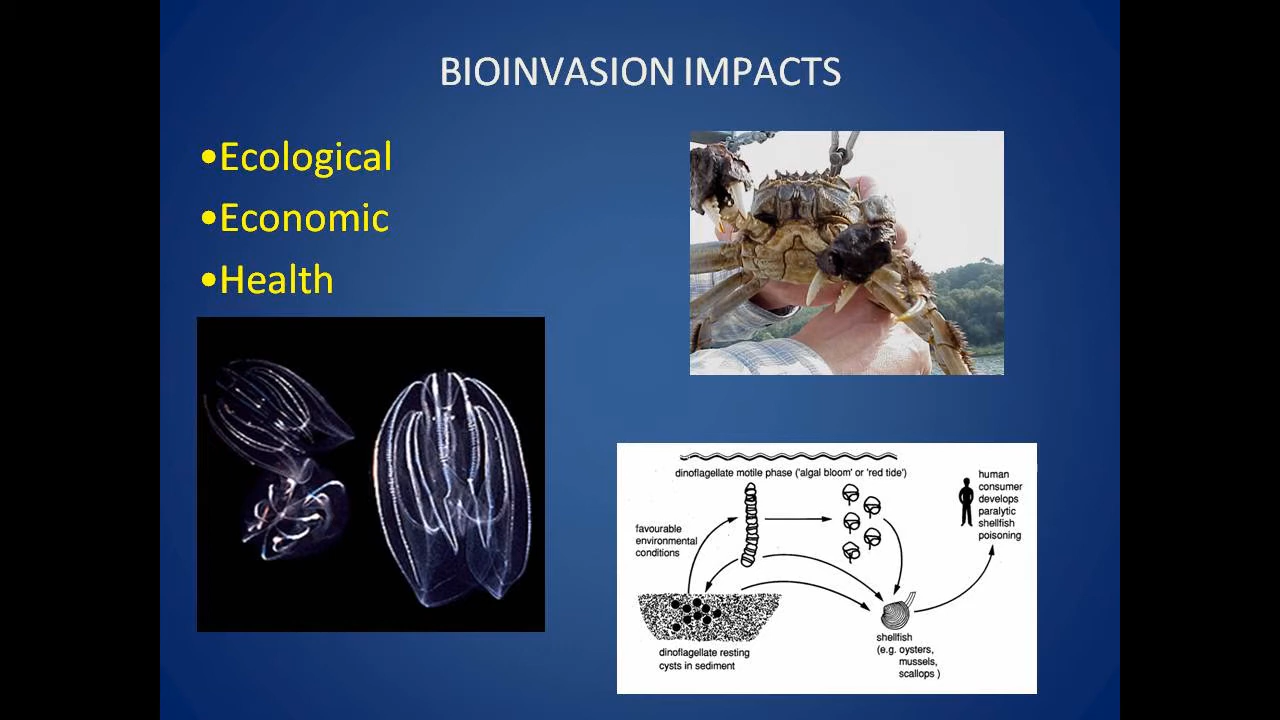 BIOINVASION IMPACTS
•Ecological
•Economic
•Health
dinoflagellate motile phase ('algal bloom' or 'red tide')
human
consumer
develops
paralytic
shellfish
poisoning
favourable
environmental
conditions
dinoflagellate resting
cysts in sediment
shellfish
(e.g. oysters,
mussels,
scallops )